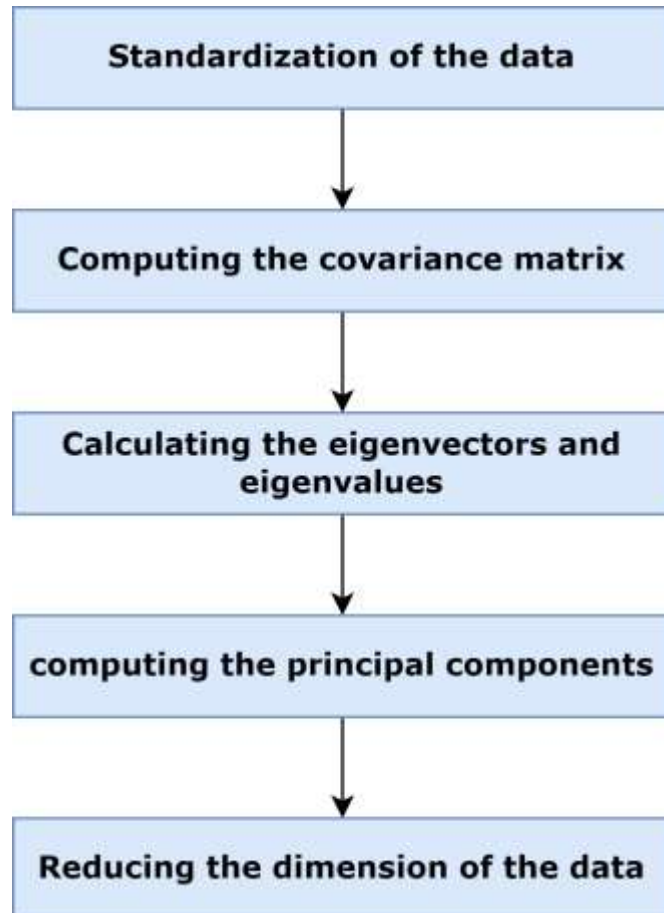 Standardization of the data
Computing the covariance matrix
Calculating the eigenvectors and
eigenvalues
computing the principal components
Reducing the dimension of the data